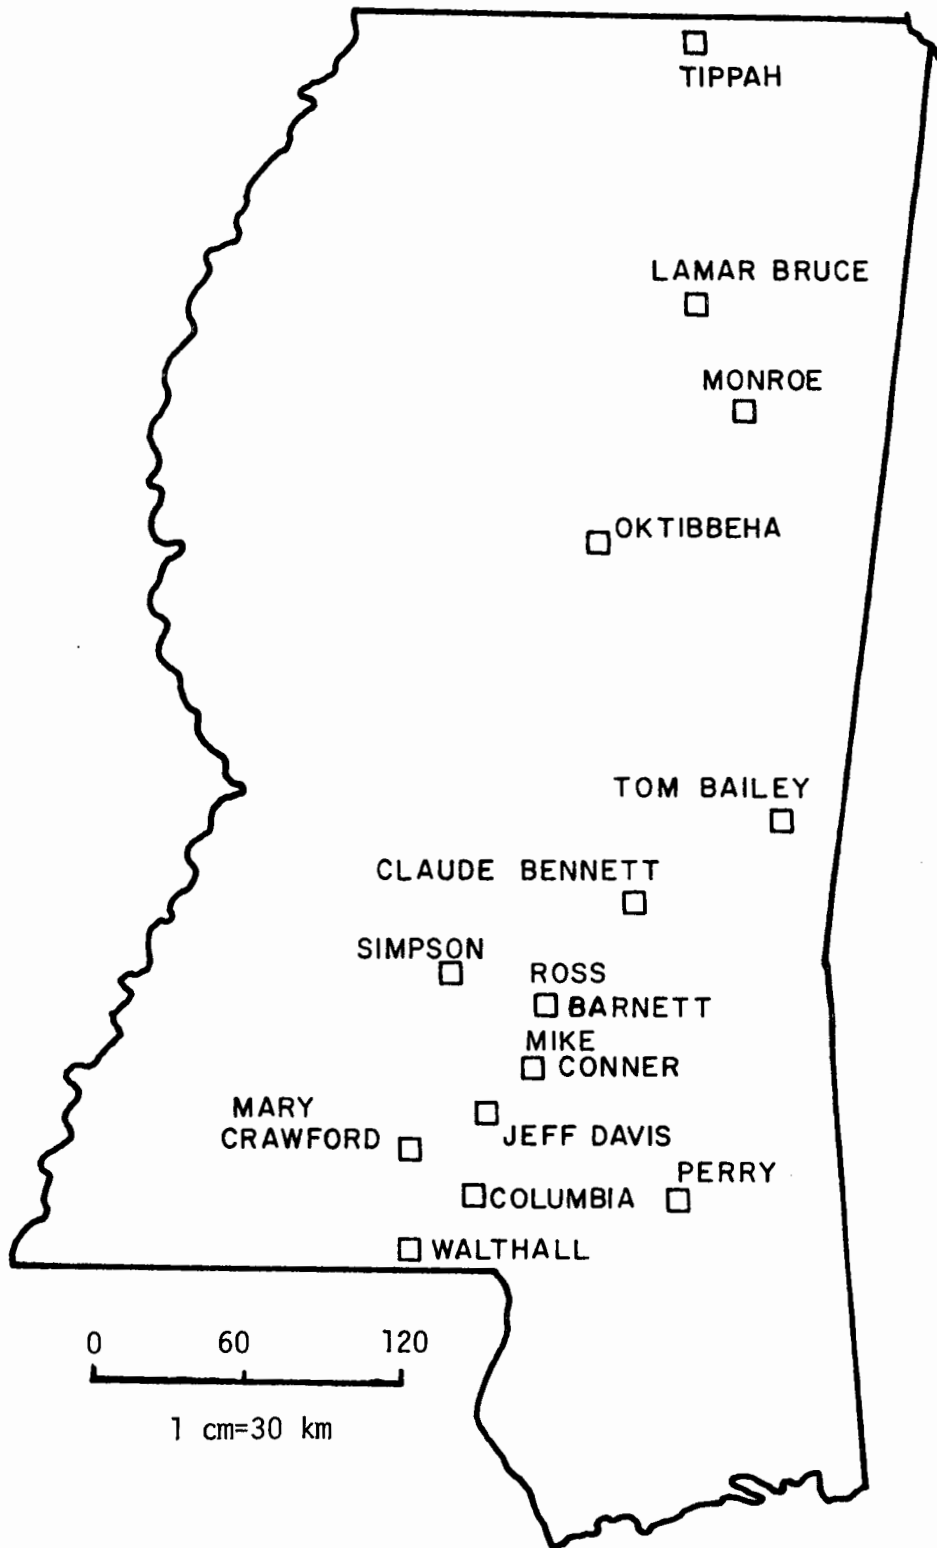 TIPPAH
LAMAR BRUCE
MONROE
OKTIBBEHA
TOM BAILEY
CLAUDE BENNETT
SIMPSON
ROSS
BARNETT
MIKE
CONNER
MARY
CRAWFORD
JEFF DAVIS
PERRY
COLUMBIA
WALTHALL
0 60 120
1 cm=30 km